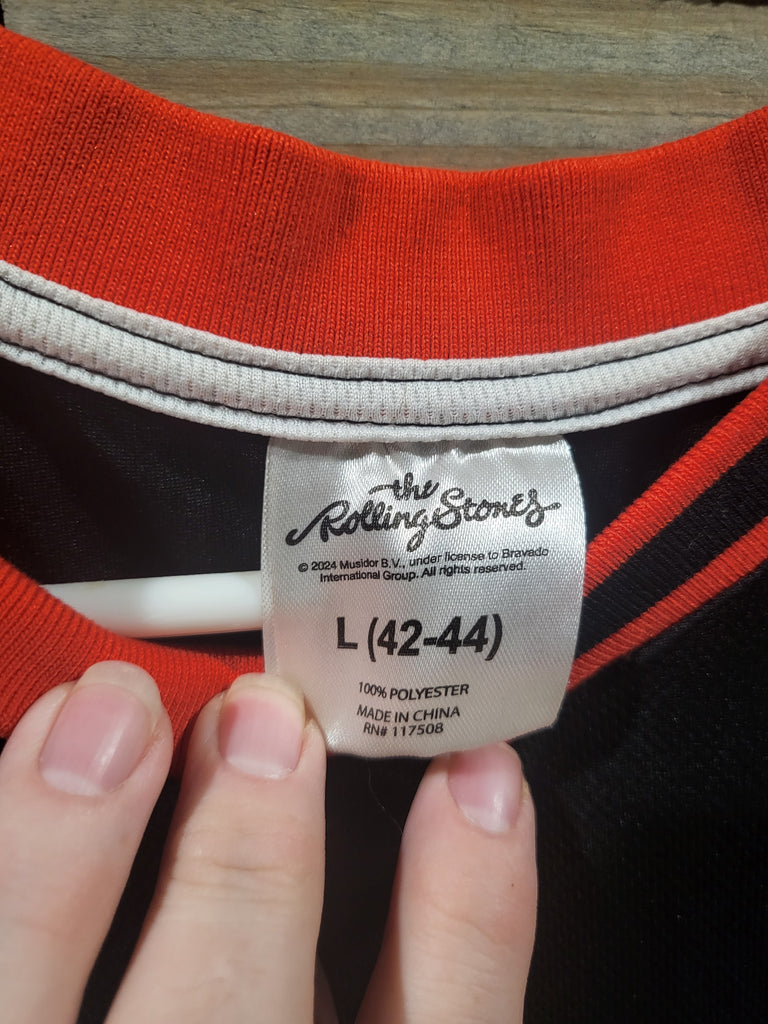 the
Rolling Stones
© 2024 Musidor B.V., under license to Bravado
International Group. All rights reserved.
L (42-44)
100% POLYESTER
MADE IN CHINA
RN# 117508